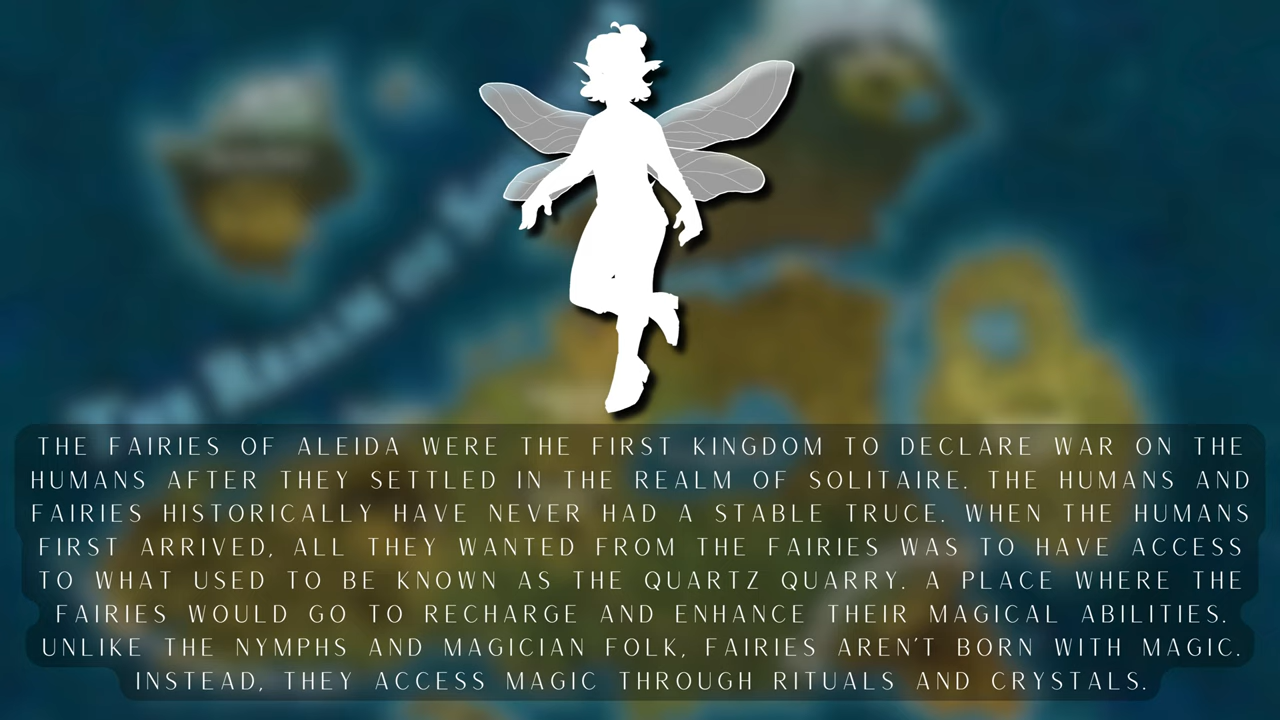 THE REALM OF
THE FAIRIES OF ALEIDA WERE THE FIRST KINGDOM TO DECLARE WAR ON THE
HUMANS AFTER THEY SETTLED IN THE REALM OF SOLITAIRE. THE HUMANS AND
FAIRIES HISTORICALLY HAVE NEVER HAD A STABLE TRUCE. WHEN THE HUMANS
FIRST ARRIVED, ALL THEY WANTED FROM THE FAIRIES WAS TO HAVE ACCESS
TO WHAT USED TO BE KNOWN AS THE QUARTZ QUARRY. A PLACE WHERE THE
FAIRIES WOULD GO TO RECHARGE AND ENHANCE THEIR MAGICAL ABILITIES.
UNLIKE THE NYMPHS AND MAGICIAN FOLK, FAIRIES AREN'T BORN WITH MAGIC.
INSTEAD, THEY ACCESS MAGIC THROUGH RITUALS AND CRYSTALS.